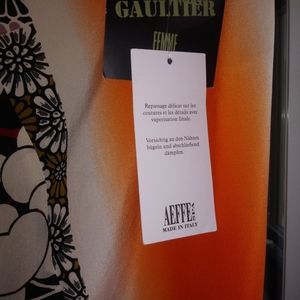 GAULTIER
FEMME
Repassage délicat sur les
coutures et les détails avec
vaporisation finale.
Vorsichtig an den Nähten
bügeln und abschließend
dämpfen.
AEFFE
MADE IN ITALY